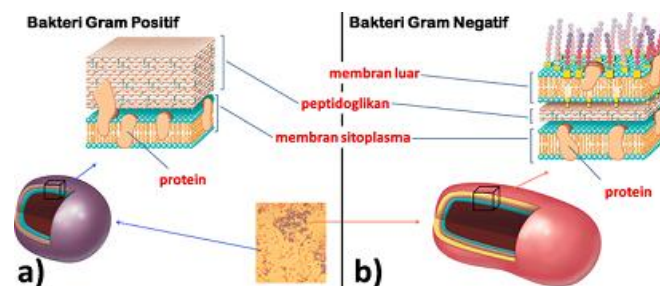 Bakteri Gram Positif
Bakteri Gram Negatif
membran luar
peptidoglikan
membran sitoplasma
protein
protein
a)
b)